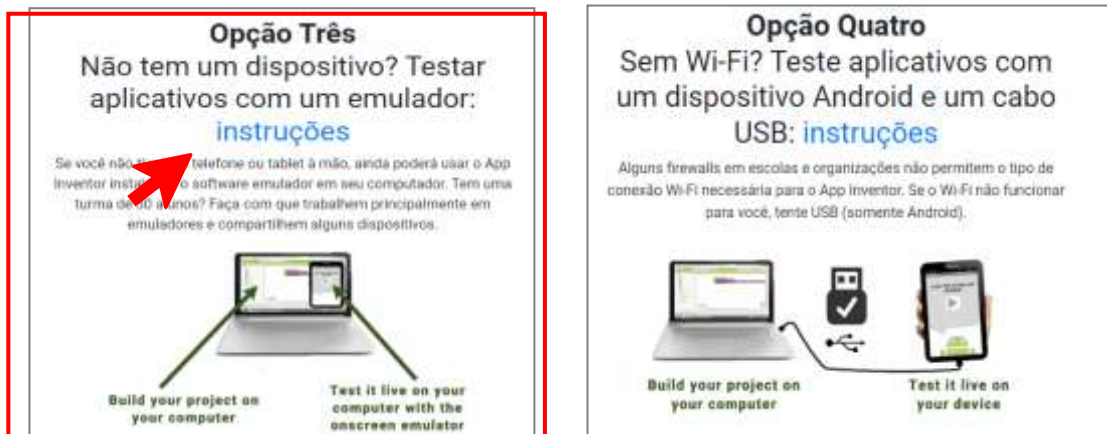 Opção Três
Não tem um dispositivo? Testar
aplicativos com um emulador:
instruções
Se você não telefone ou tablet à mão, ainda poderá usar o App
Inventor o software emulador em seu computador. Tem uma
turma de 30 alunos? Faça com que trabalhem principalmente em
emuladores e compartilhem alguns dispositivos.
Build your project on
your computer
Test it live on your
computer with the
onscreen emulator
Opção Quatro
Sem Wi-Fi? Teste aplicativos com
um dispositivo Android e um cabo
USB: instruções
Alguns firewalls em escolas e organizações não permitem o tipo de
conexão Wi-Fi necessária para o App Inventor. Se o Wi-Fi não funcionar
para você, tente USB (somente Android).
Build your project on
your computer
Test it live on
your device